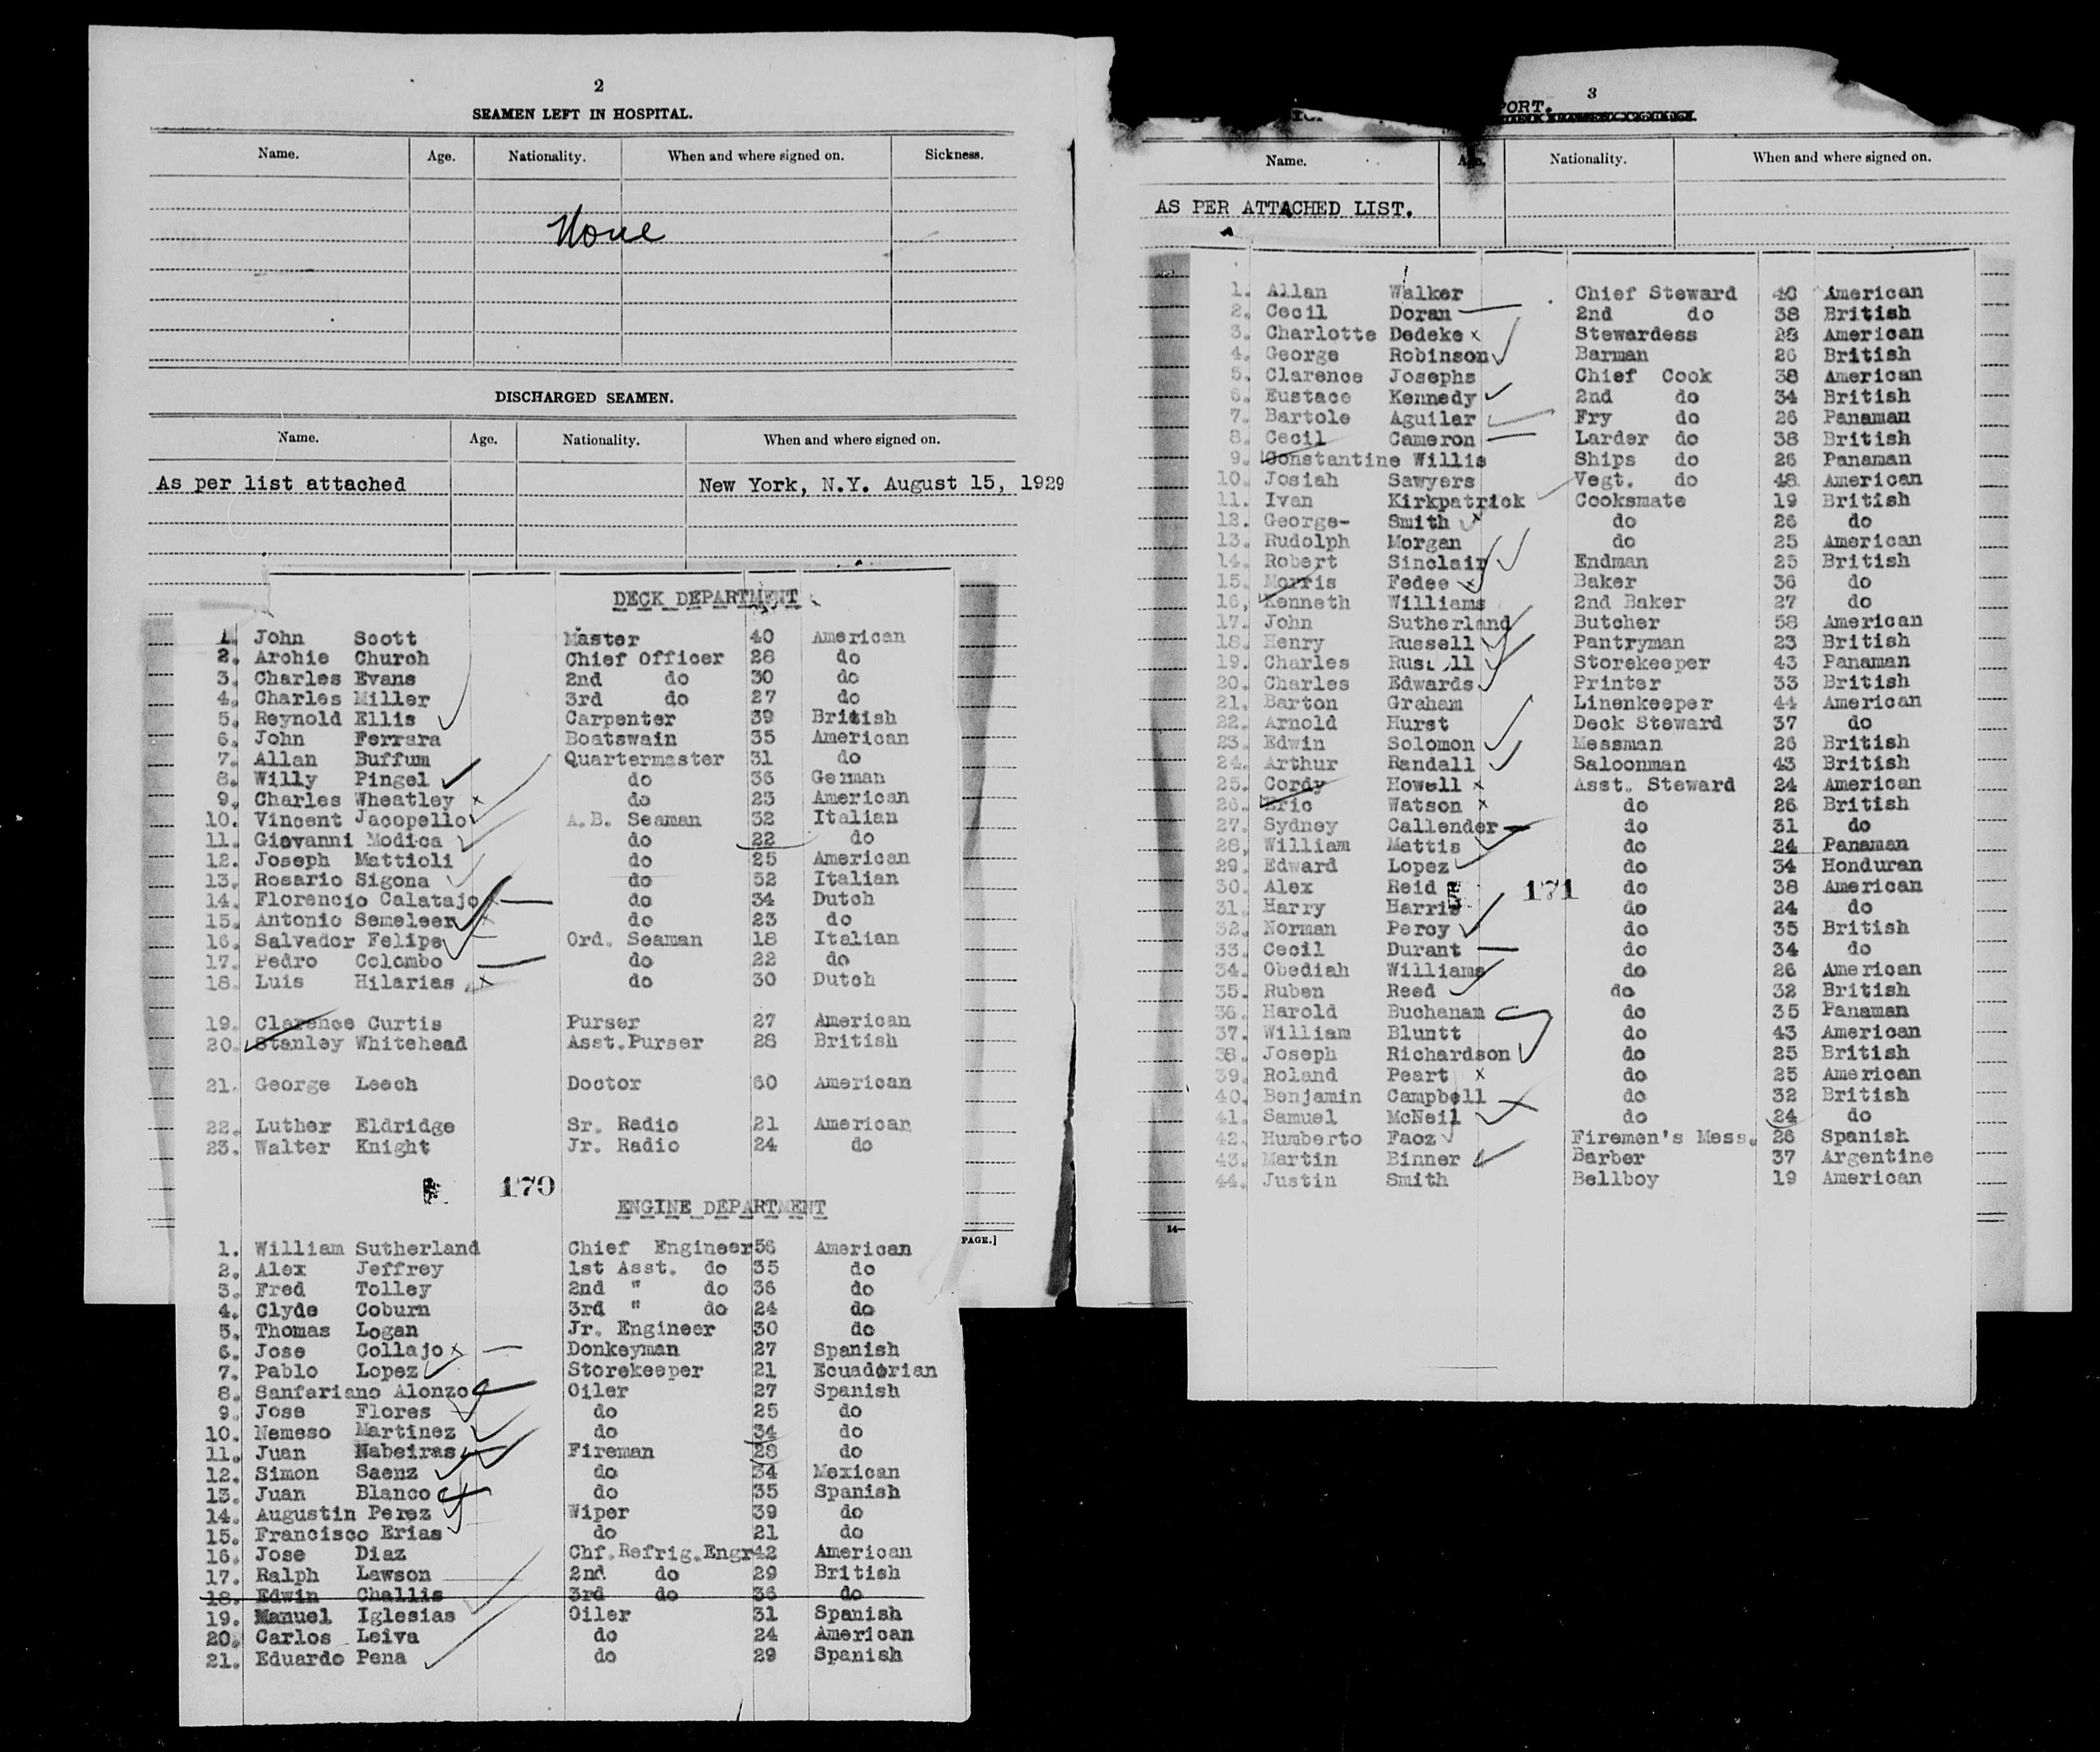 2
SEAMEN LEFT IN HOSPITAL.
Name. Age. Nationality. When and where signed on. Sickness.
None
DISCHARGED SEAMEN.
Name. Age. Nationality. When and where signed on.
As per list attached New York, N.Y. August 15, 1929
DECK DEPARTMENT
1. John Scott Master 40 American
2. Archie Church Chief Officer 28 do
3. Charles Evans 2nd do 30 do
4. Charles Miller 3rd do 27 do
5. Reynold Ellis Carpenter 39 British
6. John Ferrara Boatswain 35 American
7. Allan Buffum Quartermaster 31 do
8. Willy Pingel do 36 German
9. Charles Wheatley do 23 American
10. Vincent Jacopello A.B. Seaman 32 Italian
11. Giovanni Modica do 22 do
12. Joseph Mattioli do 25 American
13. Rosario Sigona do 52 Italian
14. Florencio Calatajo do 34 Dutch
15. Antonio Semeleer do 23 do
16. Salvador Felipe Ord. Seaman 18 Italian
17. Pedro Colombo do 22 do
18. Luis Hilarias do 30 Dutch
19. Clarence Curtis Purser 27 American
20. Stanley Whitehead Asst.Purser 28 British
21. George Leech Doctor 60 American
22. Luther Eldridge Sr. Radio 21 American
23. Walter Knight Jr. Radio 24 do
170
ENGINE DEPARTMENT
1. William Sutherland Chief Engineer 56 American
2. Alex Jeffrey 1st Asst. do 35 do
3. Fred Tolley 2nd " do 36 do
4. Clyde Coburn 3rd " do 24 do
5. Thomas Logan Jr. Engineer 30 do
6. Jose Collajo Donkeyman 27 Spanish
7. Pablo Lopez Storekeeper 21 Ecuadorian
8. Sanfariano Alonzo Oiler 27 Spanish
9. Jose Flores do 25 do
10. Nemeso Martinez do 34 do
11. Juan Nabeiras Fireman 28 do
12. Simon Saenz do 34 Mexican
13. Juan Blanco do 35 Spanish
14. Augustin Perez Wiper 39 do
15. Francisco Erias do 21 do
16. Jose Diaz Chf.Refrig.Engr 42 American
17. Ralph Lawson 2nd do 29 British
18. Edwin Challis 3rd do 36 do
19. Manuel Iglesias Oiler 31 Spanish
20. Carlos Leiva do 24 American
21. Eduardo Pena do 29 Spanish
PAGE.]
3
PORT.
Name. Age. Nationality. When and where signed on.
AS PER ATTACHED LIST.
1. Allan Walker Chief Steward 40 American
2. Cecil Doran 2nd do 38 British
3. Charlotte Dedeke Stewardess 28 American
4. George Robinson Barman 26 British
5. Clarence Josephs Chief Cook 38 American
6. Eustace Kennedy 2nd do 34 British
7. Bartole Aguilar Fry do 26 Panaman
8. Cecil Cameron Larder do 38 British
9. Constantine Willis Ships do 26 Panaman
10. Josiah Sawyers Vegt. do 48 American
11. Ivan Kirkpatrick Cooksmate 19 British
12. George- Smith do 26 do
13. Rudolph Morgan do 25 American
14. Robert Sinclair Endman 25 British
15. Morris Fedee Baker 36 do
16, Kenneth Williams 2nd Baker 27 do
17. John Sutherland Butcher 58 American
18. Henry Russell Pantryman 23 British
19. Charles Russell Storekeeper 43 Panaman
20. Charles Edwards Printer 33 British
21, Barton Graham Linenkeeper 44 American
22. Arnold Hurst Deck Steward 37 do
23. Edwin Solomon Messman 26 British
24. Arthur Randall Saloonman 43 British
25. Cordy Howell Asst. Steward 24 American
26. Eric Watson do 26 British
27. Sydney Callender do 31 do
28, William Mattis do 24 Panaman
29. Edward Lopez do 34 Honduran
30. Alex Reid do 38 American
171
31. Harry Harris do 24 do
32. Norman Percy do 35 British
33. Cecil Durant do 34 do
34. Obediah Williams do 26 American
35. Ruben Reed do 32 British
36. Harold Buchanan do 35 Panaman
37. William Bluntt do 43 American
38. Joseph Richardson do 25 British
39. Roland Peart do 25 American
40. Benjamin Campbell do 32 British
41. Samuel McNeil do 24 do
42. Humberto Faoz Firemen's Mess. 26 Spanish
43. Martin Binner Barber 37 Argentine
44. Justin Smith Bellboy 19 American
14—